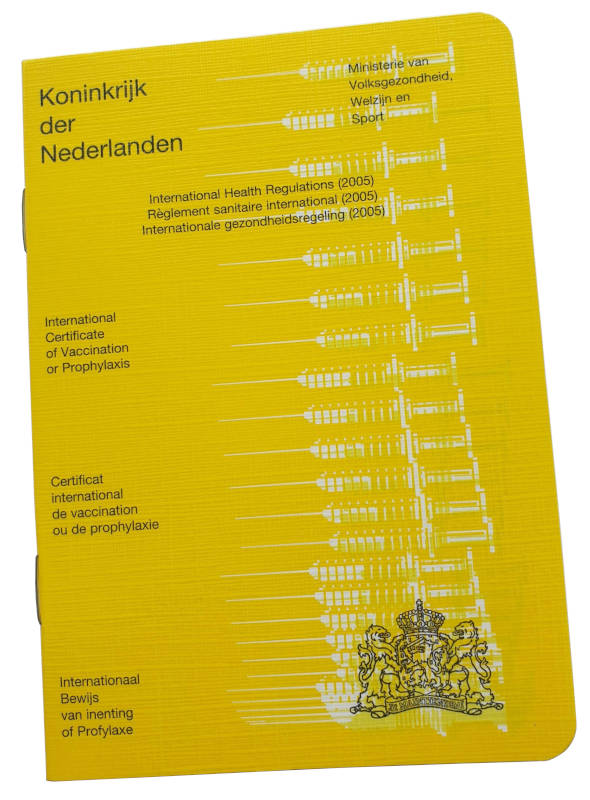 Koninkrijk
der
Nederlanden
Ministerie van
Volksgezondheid,
Welzijn en
Sport
International Health Regulations (2005)
Règlement sanitaire international (2005)
Internationale gezondheidsregeling (2005)
International
Certificate
of Vaccination
or Prophylaxis
Certificat
international
de vaccination
ou de prophylaxie
Internationaal
Bewijs
van inenting
of Profylaxe
JE MAINTIENDRAI